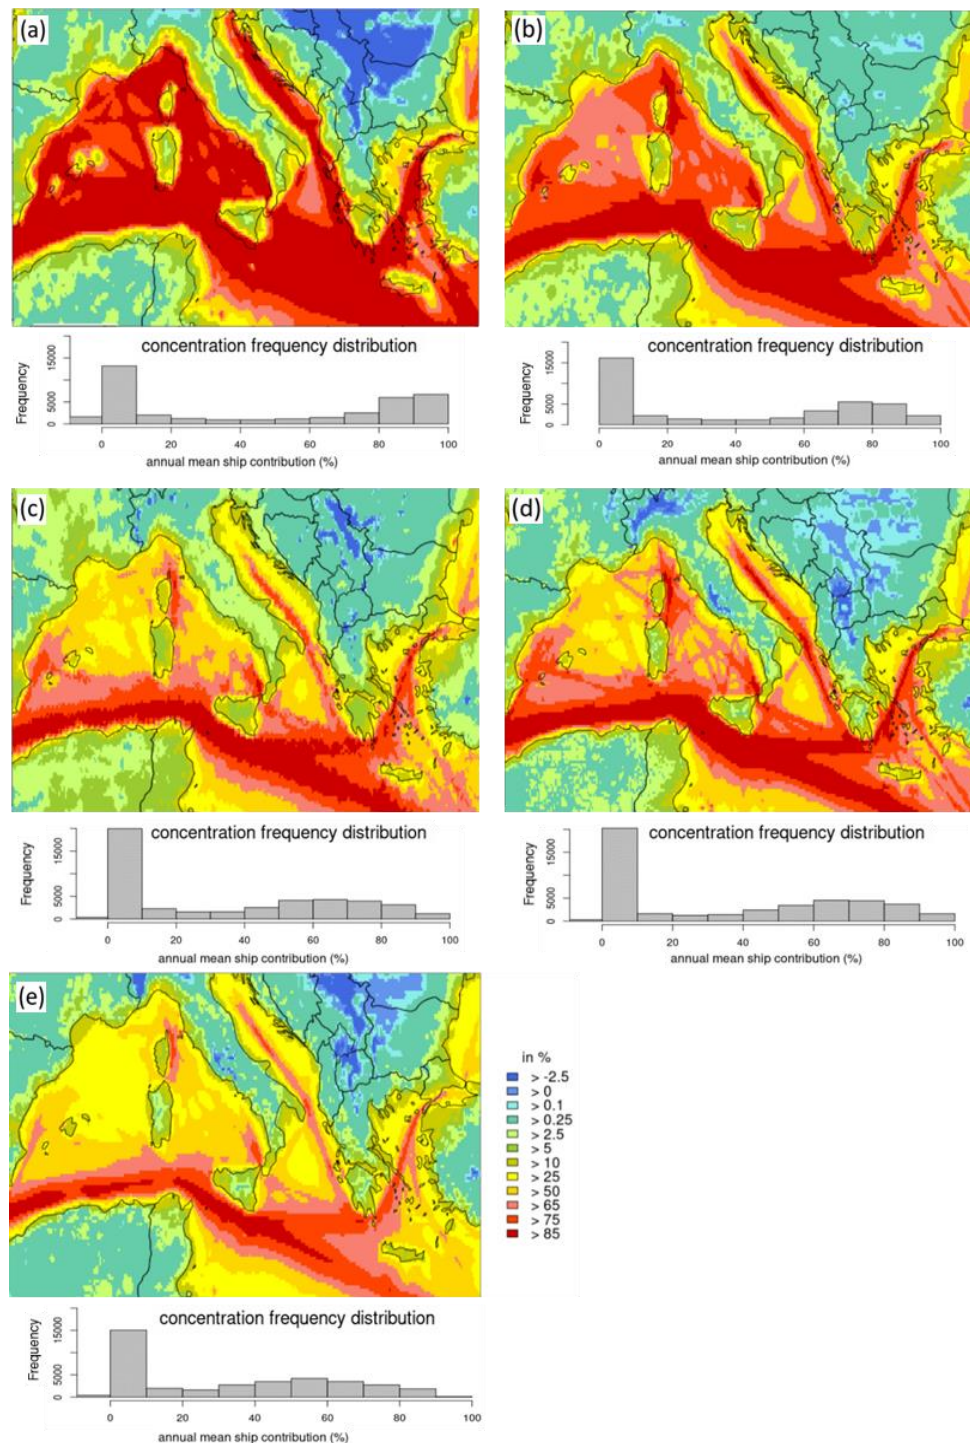 (a)
(b)
concentration frequency distribution
Frequency
0 5000 15000
0 20 40 60 80 100
annual mean ship contribution (%)
concentration frequency distribution
Frequency
0 5000 15000
0 20 40 60 80 100
annual mean ship contribution (%)
(c)
(d)
concentration frequency distribution
Frequency
0 5000 15000
0 20 40 60 80 100
annual mean ship contribution (%)
concentration frequency distribution
Frequency
0 5000 15000
0 20 40 60 80 100
annual mean ship contribution (%)
(e)
in %
> -2.5
> 0
> 0.1
> 0.25
> 2.5
> 5
> 10
> 25
> 50
> 65
> 75
> 85
concentration frequency distribution
Frequency
0 5000 15000
0 20 40 60 80 100
annual mean ship contribution (%)